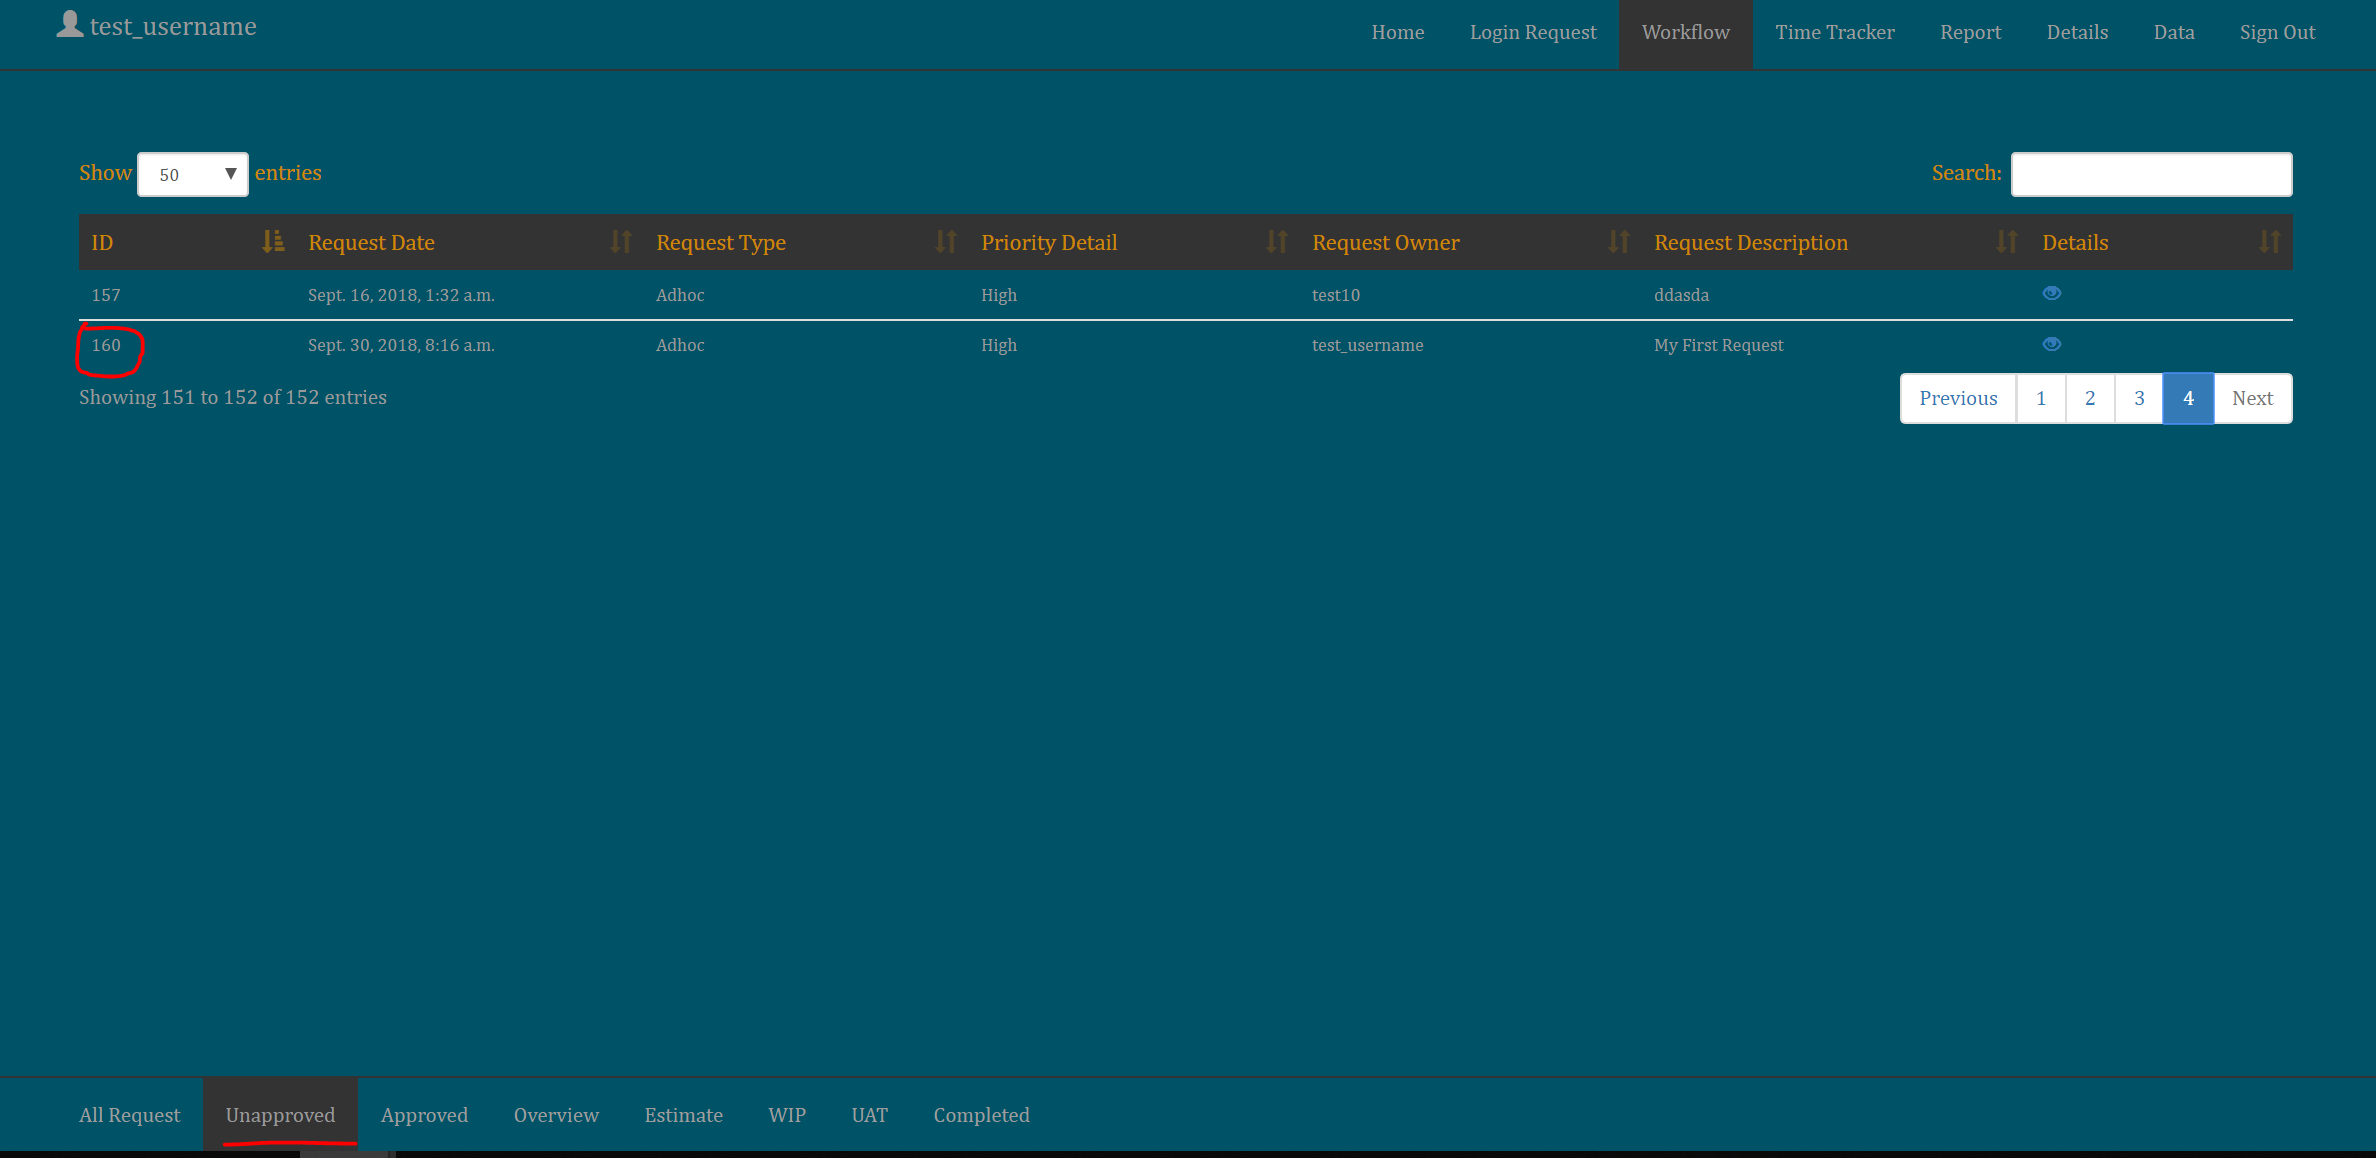 test_username Home Login Request Workflow Time Tracker Report Details Data Sign Out
Show 50 entries Search:
ID Request Date Request Type Priority Detail Request Owner Request Description Details
157 Sept. 16, 2018, 1:32 a.m. Adhoc High test10 ddasda
160 Sept. 30, 2018, 8:16 a.m. Adhoc High test_username My First Request
Showing 151 to 152 of 152 entries Previous 1 2 3 4 Next
All Request Unapproved Approved Overview Estimate WIP UAT Completed